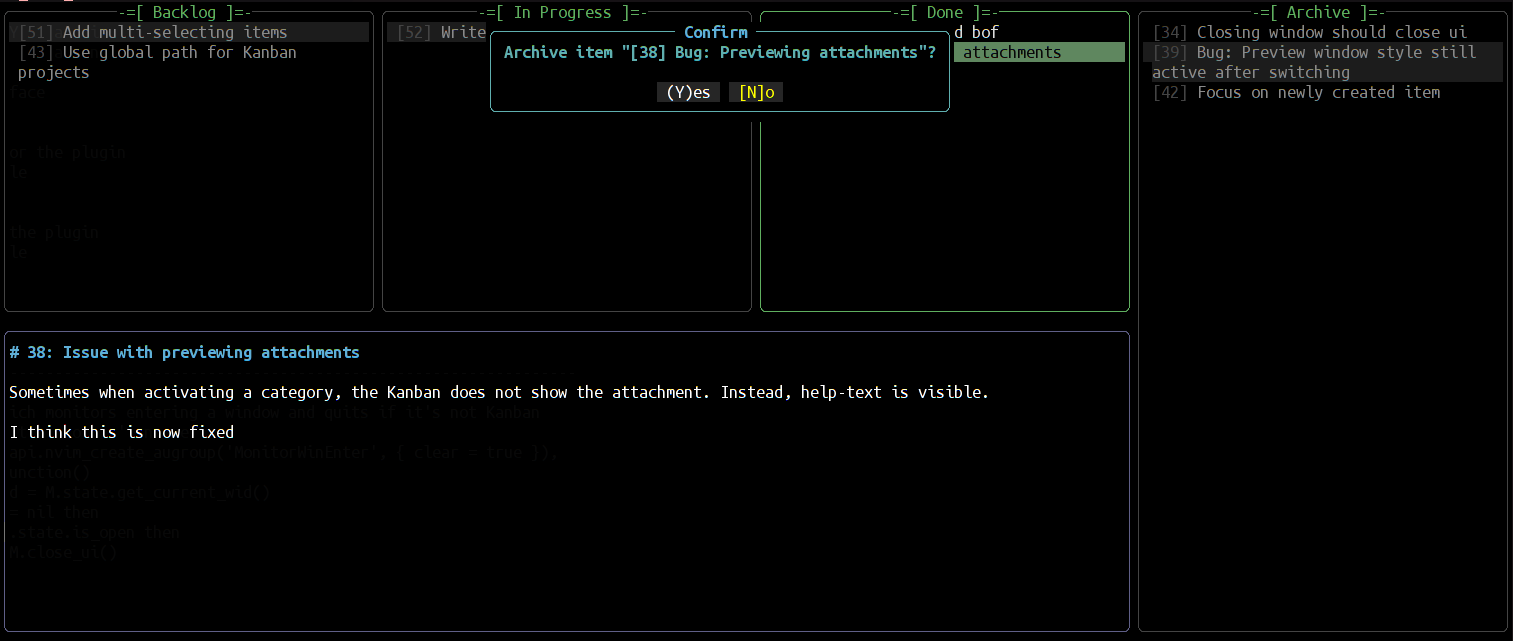 -=[ Backlog ]=-
[51] Add multi-selecting items
[43] Use global path for Kanban
projects
face
or the plugin
le
the plugin
le
-=[ In Progress ]=-
[52] Write
-=[ Done ]=-
d bof
attachments
Confirm
Archive item "[38] Bug: Previewing attachments"?
(Y)es [N]o
-=[ Archive ]=-
[34] Closing window should close ui
[39] Bug: Preview window style still
active after switching
[42] Focus on newly created item
# 38: Issue with previewing attachments
Sometimes when activating a category, the Kanban does not show the attachment. Instead, help-text is visible.
ich monitors entering a window and quits if it's not Kanban
I think this is now fixed
api.nvim_create_augroup('MonitorWinEnter', { clear = true }),
unction()
d = M.state.get_current_wid()
= nil then
.state.is_open then
M.close_ui()